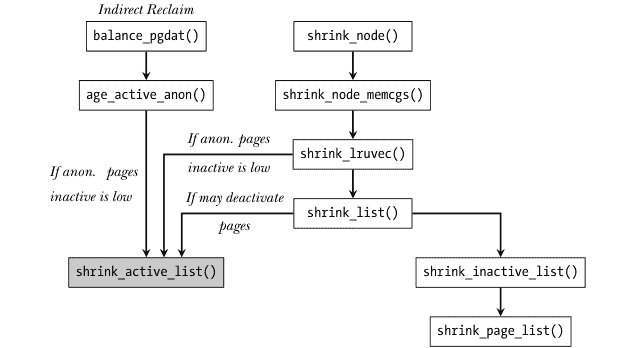 Indirect Reclaim
balance_pgdat()
shrink_node()
age_active_anon()
shrink_node_memcgs()
If anon. pages
inactive is low
shrink_lruvec()
If anon. pages
inactive is low
If may deactivate
pages
shrink_list()
shrink_active_list()
shrink_inactive_list()
shrink_page_list()